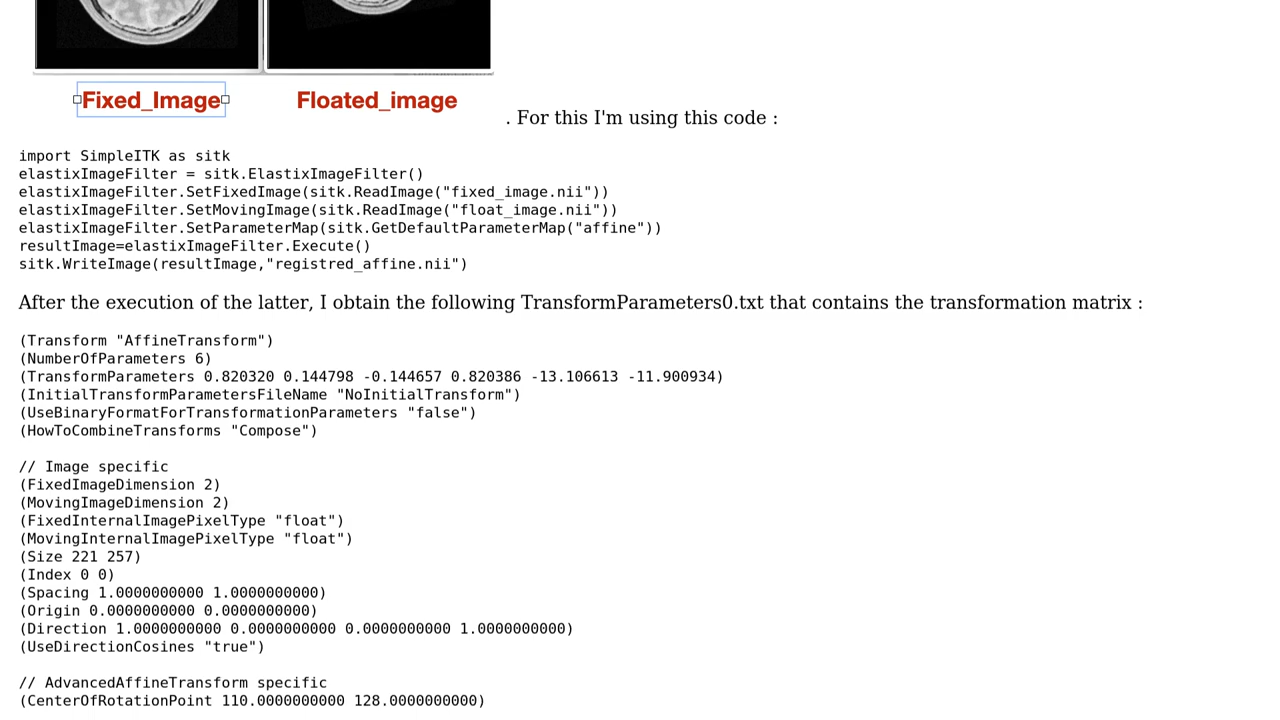 Fixed_Image Floated_image
. For this I'm using this code :
import SimpleITK as sitk
elastixImageFilter = sitk.ElastixImageFilter()
elastixImageFilter.SetFixedImage(sitk.ReadImage("fixed_image.nii"))
elastixImageFilter.SetMovingImage(sitk.ReadImage("float_image.nii"))
elastixImageFilter.SetParameterMap(sitk.GetDefaultParameterMap("affine"))
resultImage=elastixImageFilter.Execute()
sitk.WriteImage(resultImage,"registred_affine.nii")
After the execution of the latter, I obtain the following TransformParameters0.txt that contains the transformation matrix :
(Transform "AffineTransform")
(NumberOfParameters 6)
(TransformParameters 0.820320 0.144798 -0.144657 0.820386 -13.106613 -11.900934)
(InitialTransformParametersFileName "NoInitialTransform")
(UseBinaryFormatForTransformationParameters "false")
(HowToCombineTransforms "Compose")
// Image specific
(FixedImageDimension 2)
(MovingImageDimension 2)
(FixedInternalImagePixelType "float")
(MovingInternalImagePixelType "float")
(Size 221 257)
(Index 0 0)
(Spacing 1.0000000000 1.0000000000)
(Origin 0.0000000000 0.0000000000)
(Direction 1.0000000000 0.0000000000 0.0000000000 1.0000000000)
(UseDirectionCosines "true")
// AdvancedAffineTransform specific
(CenterOfRotationPoint 110.0000000000 128.0000000000)